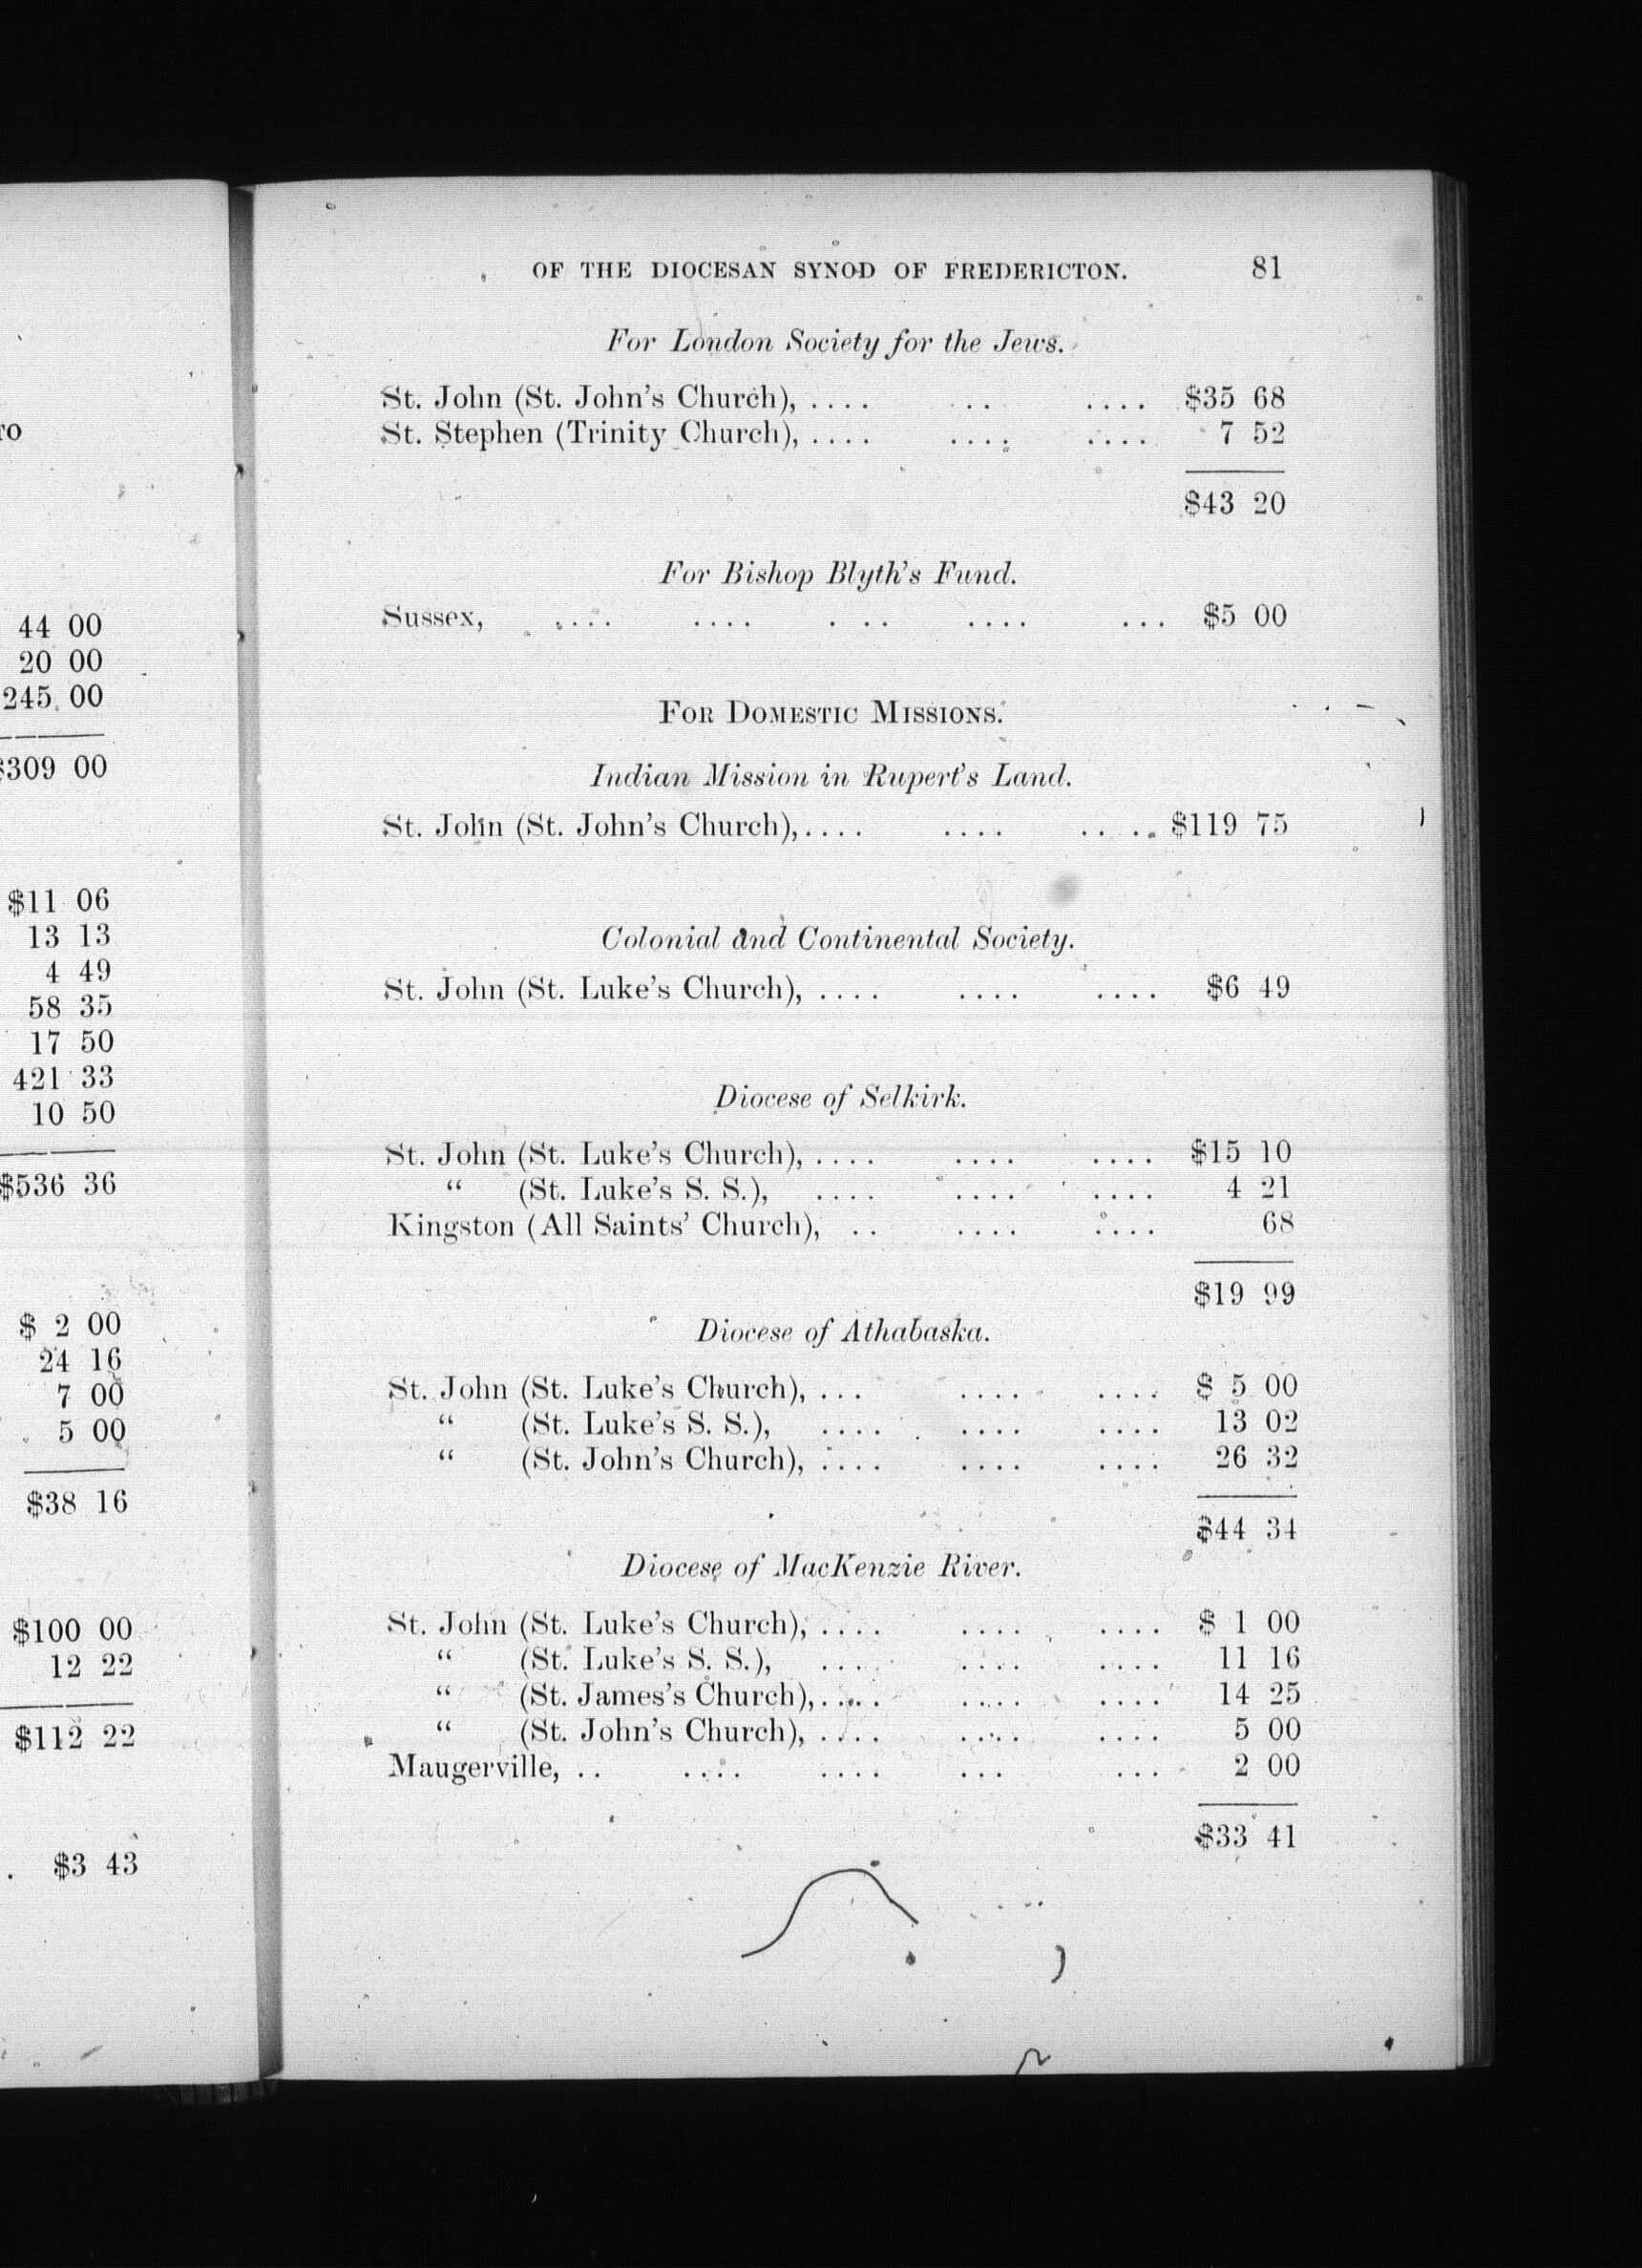 ro
44 00
20 00
245 00
$309 00
$11 06
13 13
4 49
58 35
17 50
421 33
10 50
$536 36
$ 2 00
24 16
7 00
5 00
$38 16
$100 00
12 22
$112 22
. $3 43
OF THE DIOCESAN SYNOD OF FREDERICTON. 81
For London Society for the Jews.
St. John (St. John's Church), .... .. .... $35 68
St. Stephen (Trinity Church), .... .... .... 7 52
$43 20
For Bishop Blyth's Fund.
Sussex, .... .... ... .... ... $5 00
FOR DOMESTIC MISSIONS.
Indian Mission in Rupert's Land.
St. John (St. John's Church),.... .... .... $119 75
Colonial and Continental Society.
St. John (St. Luke's Church), .... .... .... $6 49
Diocese of Selkirk.
St. John (St. Luke's Church), .... .... .... $15 10
“ (St. Luke's S. S.), .... .... .... 4 21
Kingston (All Saints' Church), .. .... .... 68
$19 99
Diocese of Athabaska.
St. John (St. Luke's Church), ... .... .... $ 5 00
“ (St. Luke's S. S.), .... .... .... 13 02
“ (St. John's Church), .... .... .... 26 32
$44 34
Diocese of MacKenzie River.
St. John (St. Luke's Church), .... .... .... $ 1 00
“ (St. Luke's S. S.), .... .... .... 11 16
“ (St. James's Church),.... .... .... 14 25
“ (St. John's Church), .... .... .... 5 00
Maugerville, .. .... .... ... ... 2 00
$33 41